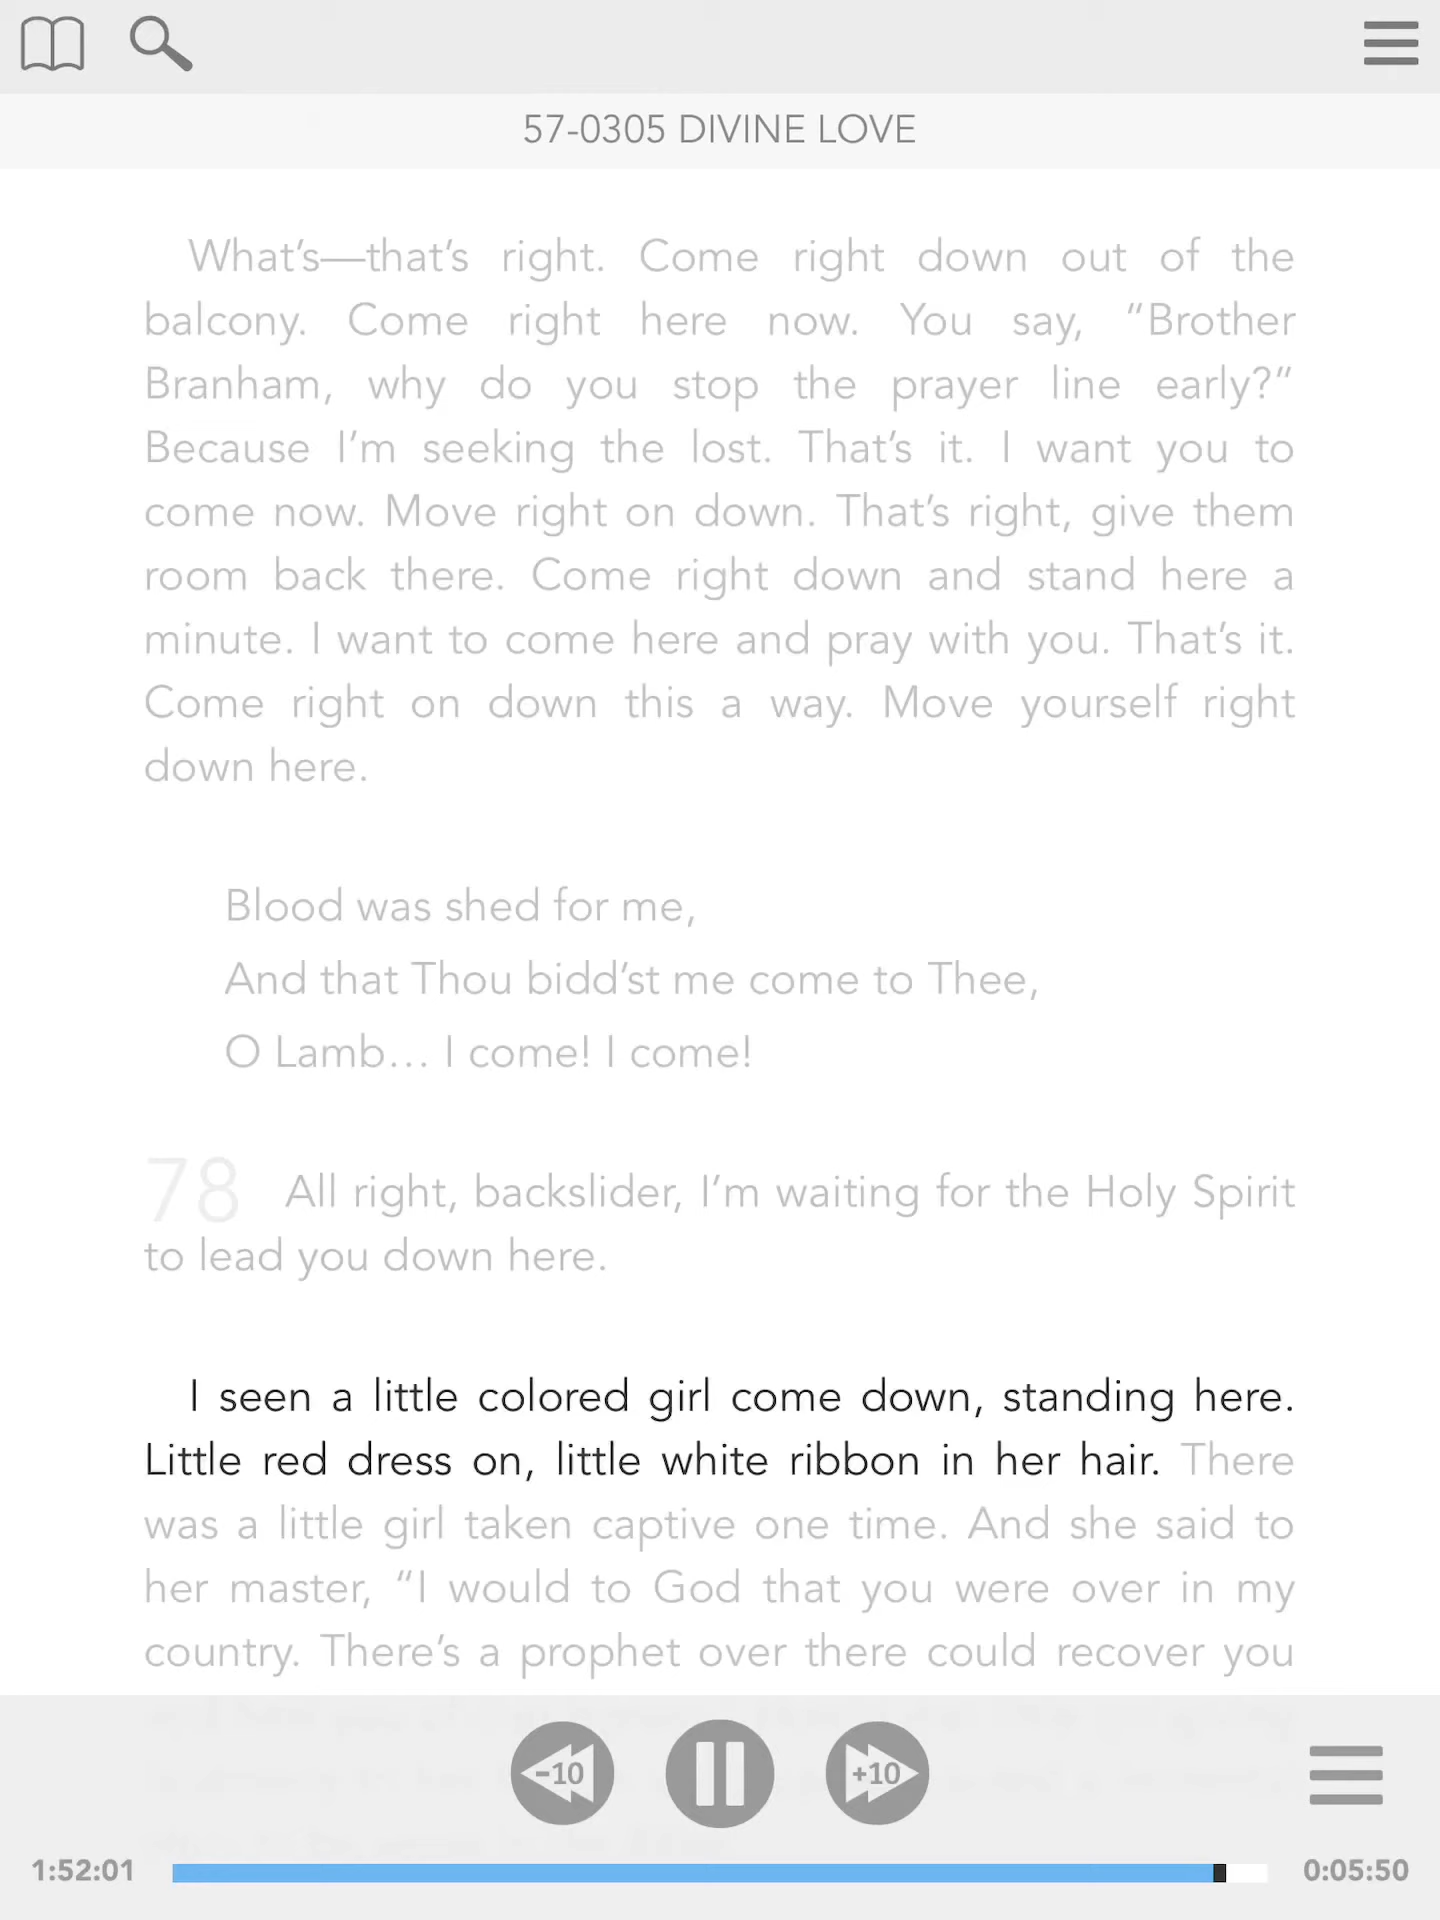 57-0305 DIVINE LOVE
What’s—that’s right. Come right down out of the
balcony. Come right here now. You say, “Brother
Branham, why do you stop the prayer line early?”
Because I’m seeking the lost. That’s it. I want you to
come now. Move right on down. That’s right, give them
room back there. Come right down and stand here a
minute. I want to come here and pray with you. That’s it.
Come right on down this a way. Move yourself right
down here.
Blood was shed for me,
And that Thou bidd’st me come to Thee,
O Lamb… I come! I come!
78 All right, backslider, I’m waiting for the Holy Spirit
to lead you down here.
I seen a little colored girl come down, standing here.
Little red dress on, little white ribbon in her hair. There
was a little girl taken captive one time. And she said to
her master, “I would to God that you were over in my
country. There’s a prophet over there could recover you
-10 +10
1:52:01 0:05:50